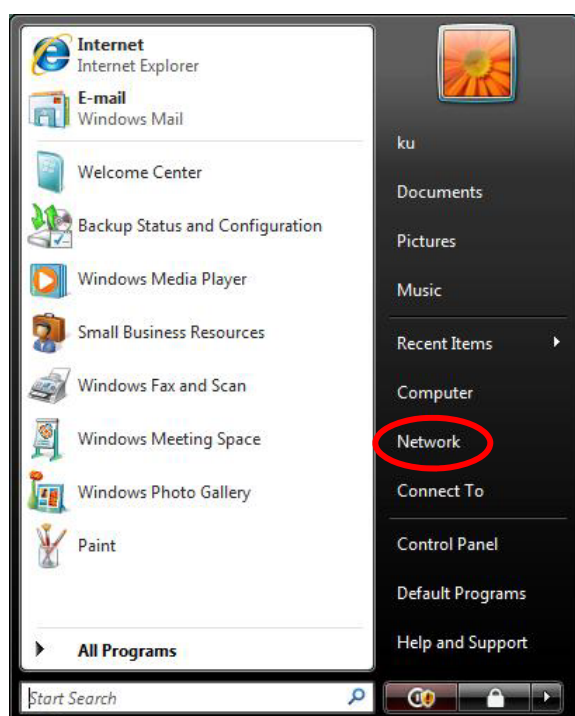 Internet
Internet Explorer
E-mail
Windows Mail
Welcome Center
Backup Status and Configuration
Windows Media Player
Small Business Resources
Windows Fax and Scan
Windows Meeting Space
Windows Photo Gallery
Paint
All Programs
Start Search
ku
Documents
Pictures
Music
Recent Items
Computer
Network
Connect To
Control Panel
Default Programs
Help and Support